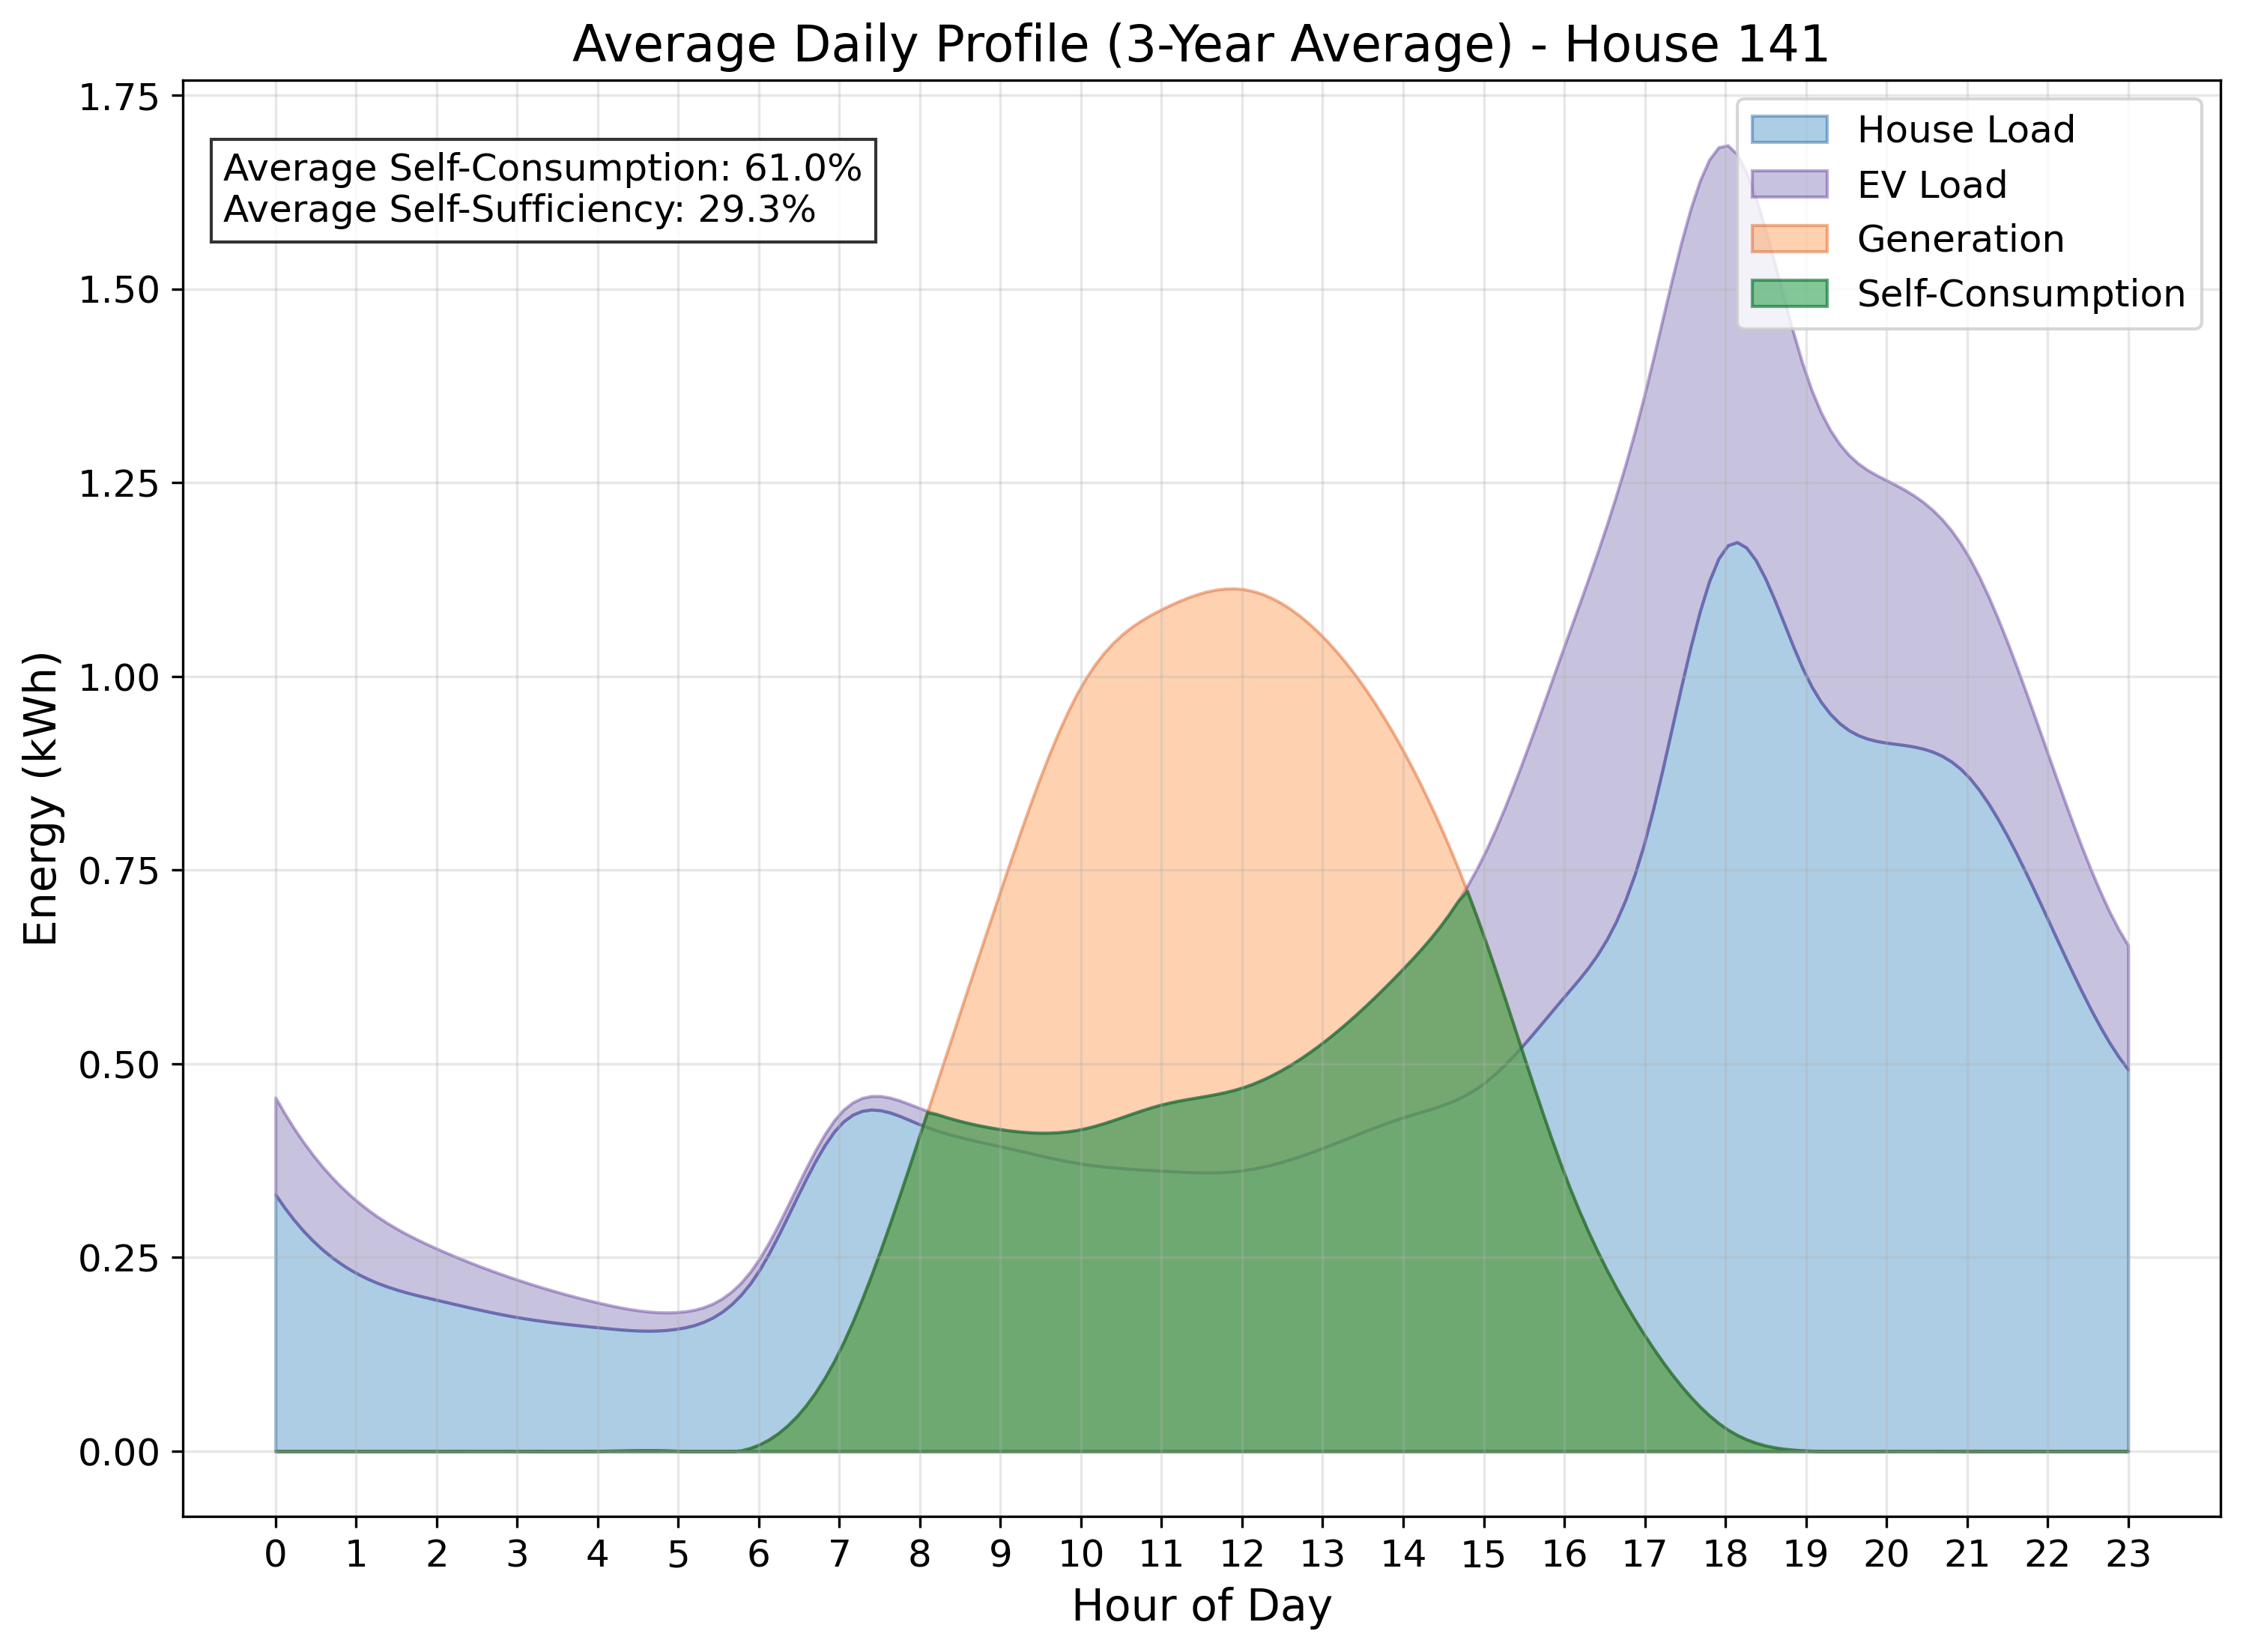 Average Daily Profile (3-Year Average) - House 141
Average Self-Consumption: 61.0%
Average Self-Sufficiency: 29.3%
House Load
EV Load
Generation
Self-Consumption
Energy (kWh)
1.75
1.50
1.25
1.00
0.75
0.50
0.25
0.00
0 1 2 3 4 5 6 7 8 9 10 11 12 13 14 15 16 17 18 19 20 21 22 23
Hour of Day